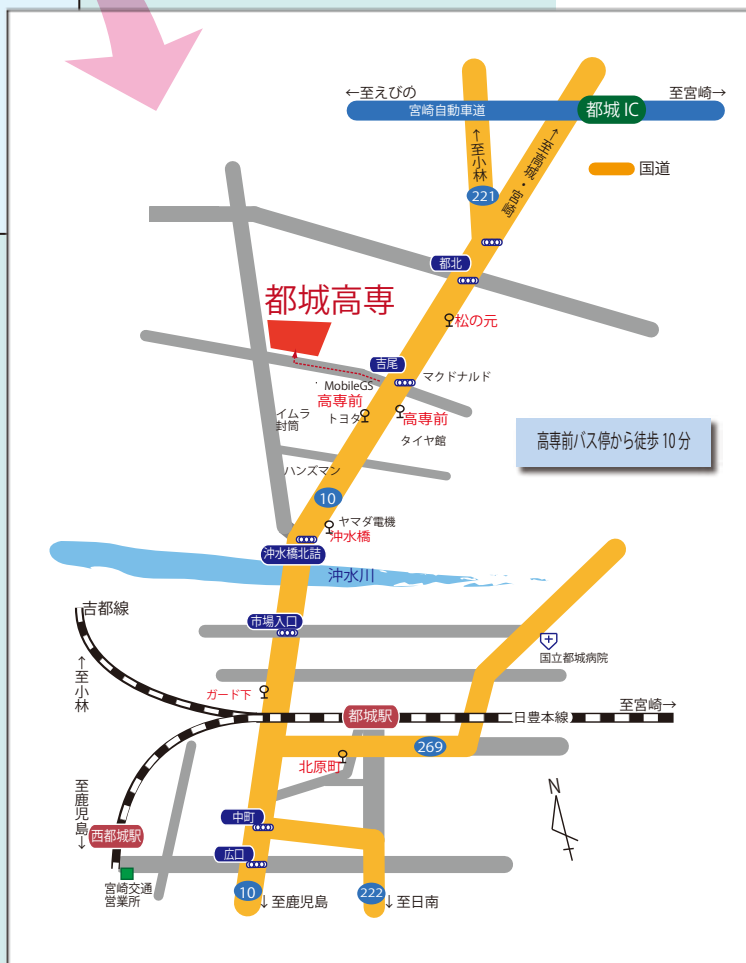 ←至えびの
至宮崎→
宮崎自動車道
都城 IC
↑至小林
↑至高城・宮崎
国道
221
都北
都城高専
松の元
吉尾
マクドナルド
MobileGS
高専前
高専前
イムラ
封筒
トヨタ
タイヤ館
高専前バス停から徒歩 10 分
ハンズマン
10
ヤマダ電機
沖水橋
沖水橋北詰
沖水川
吉都線
市場入口
国立都城病院
↑至小林
ガード下
至宮崎→
都城駅
日豊本線
269
北原町
N
至鹿児島↓
中町
西都城駅
広口
宮崎交通
営業所
10
↓至鹿児島
222
↓至日南